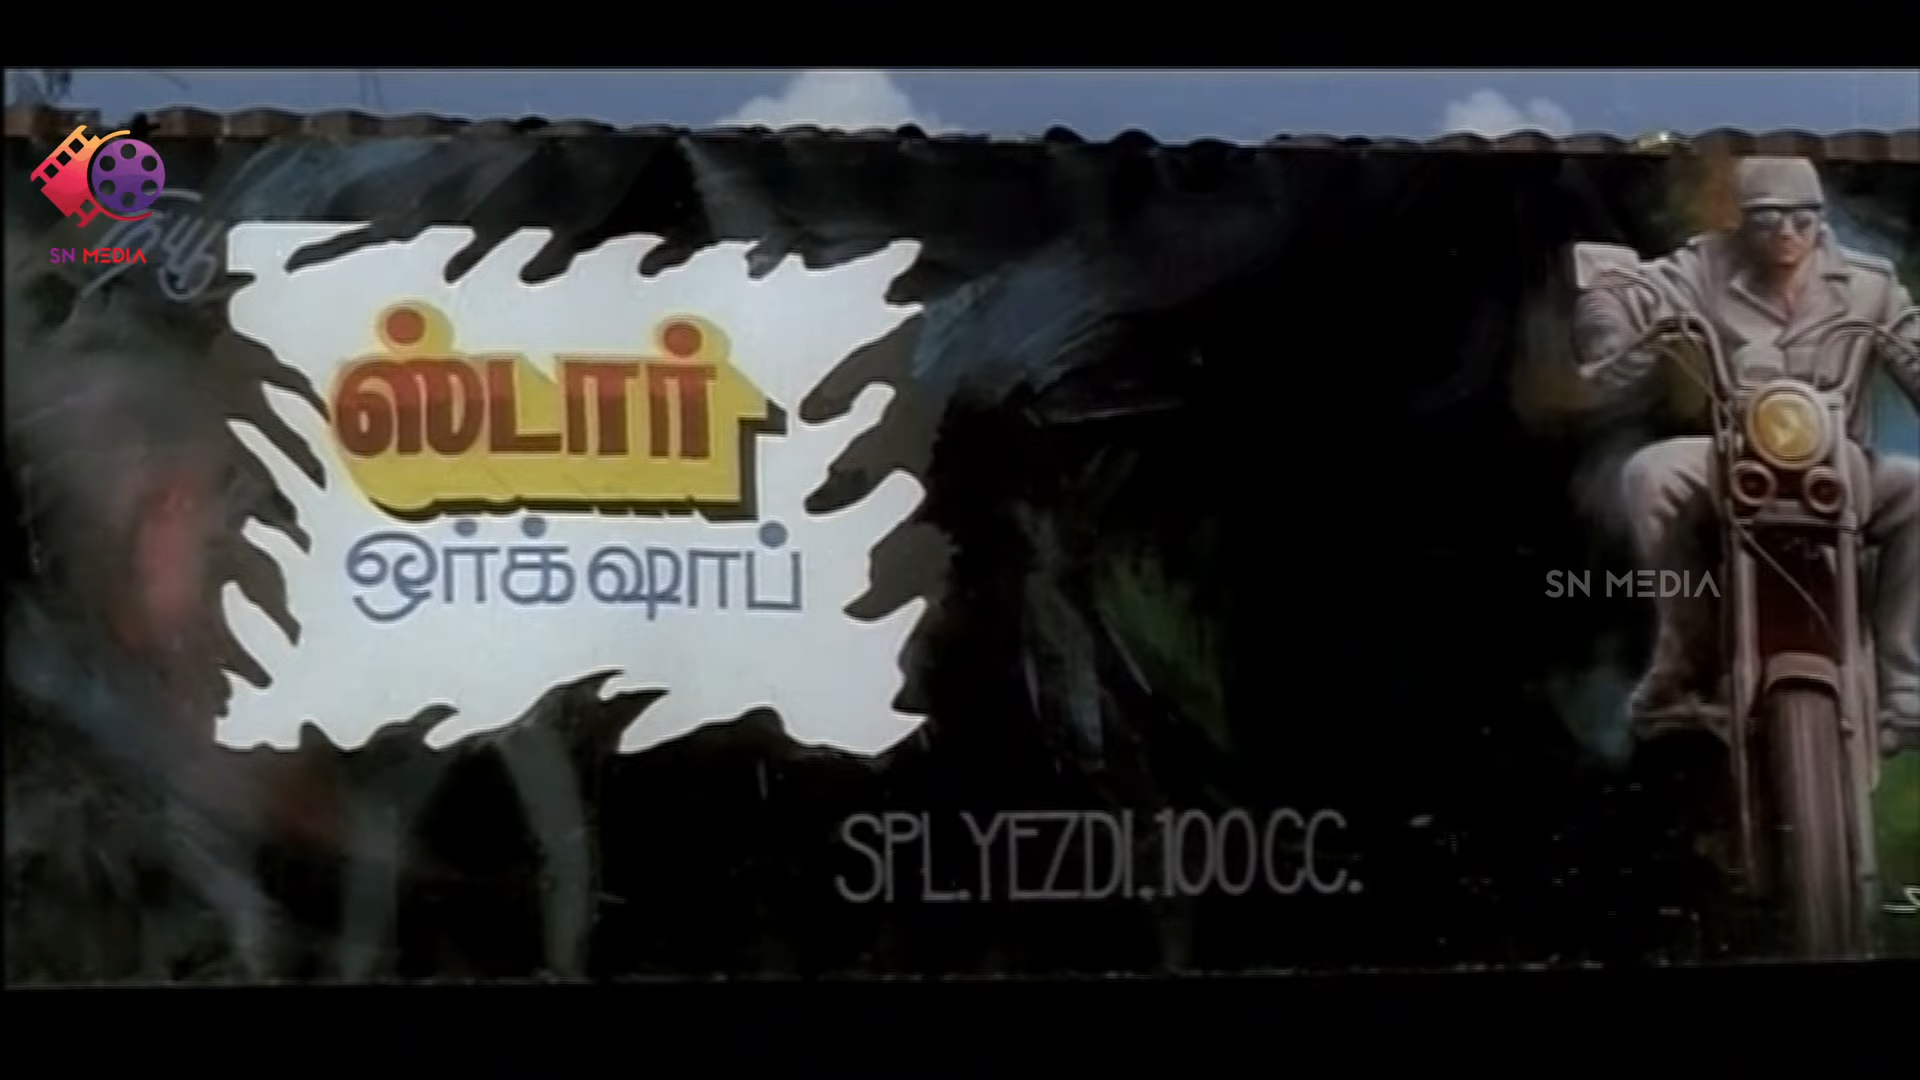 நியூ
ஸ்டார்
ஒர்க் ஷாப்
SPL.YEZDI.100CC.
SN MEDIA
SN MEDIA